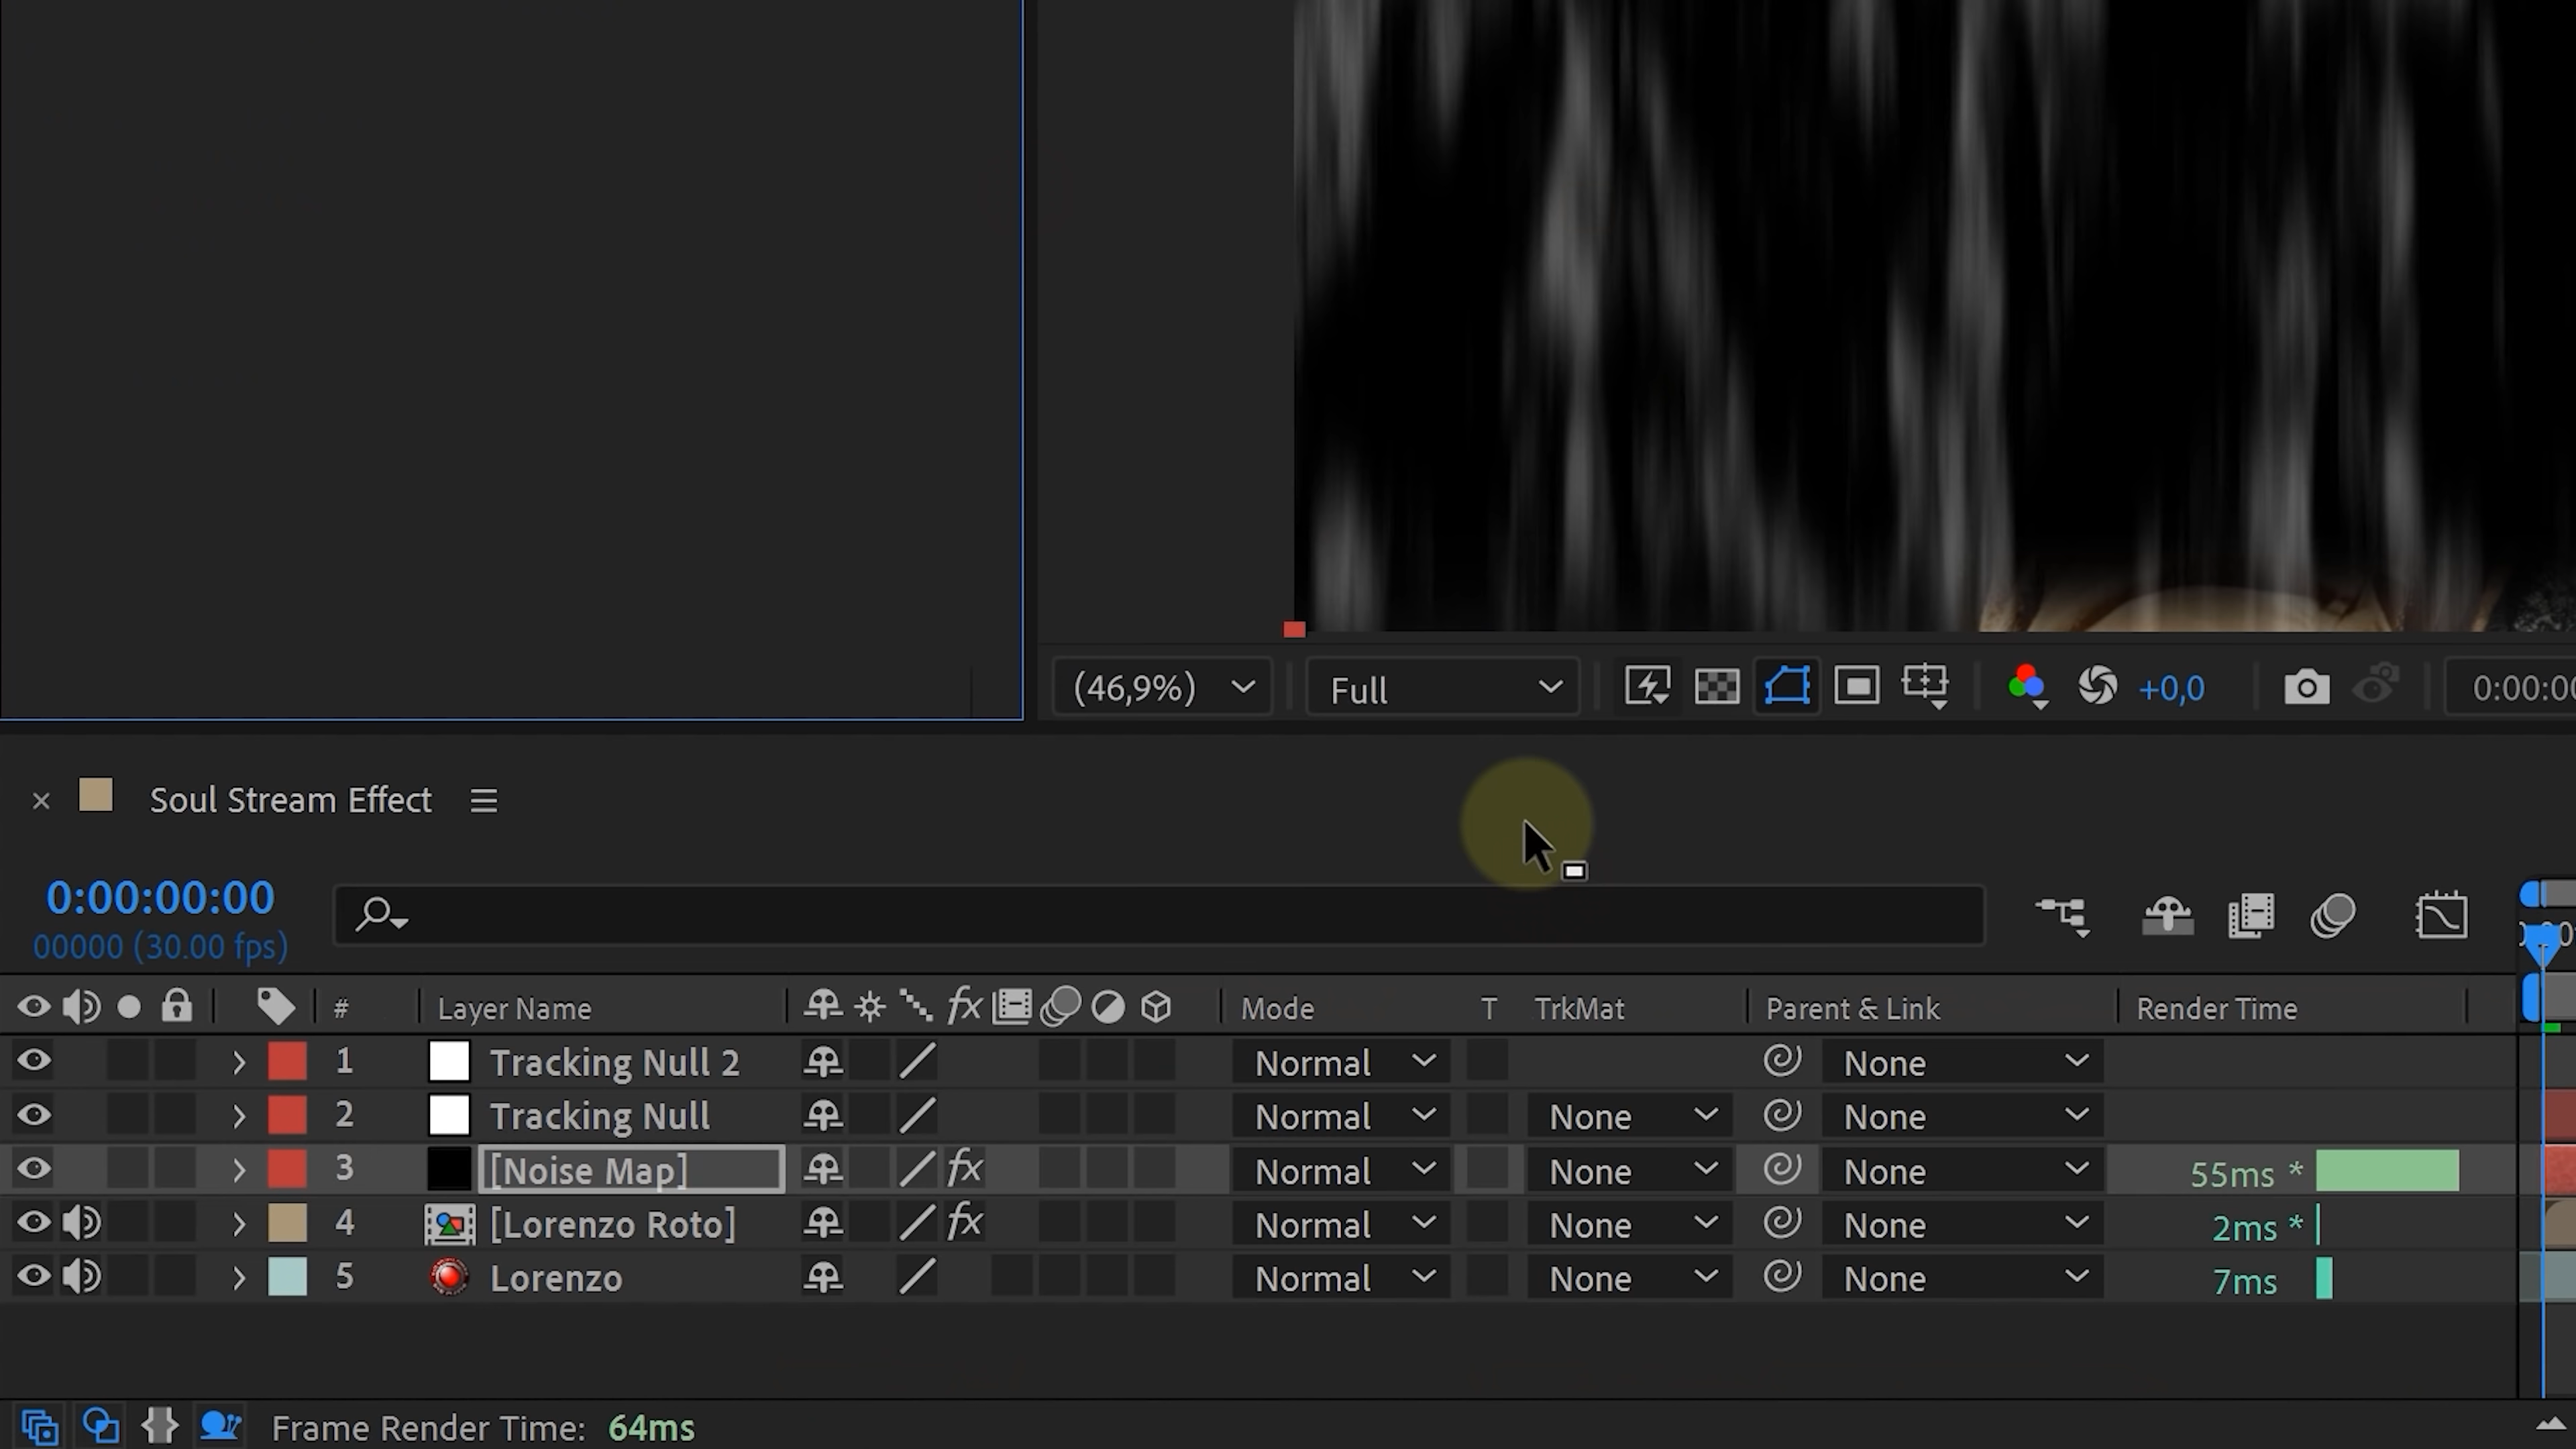 (46,9%) Full +0,0 0:00:00
Soul Stream Effect
0:00:00:00
00000 (30.00 fps)
# Layer Name fx Mode T TrkMat Parent & Link Render Time
1 Tracking Null 2 Normal None
2 Tracking Null Normal None None
3 [Noise Map] fx Normal None None 55ms *
4 [Lorenzo Roto] fx Normal None None 2ms *
5 Lorenzo Normal None None 7ms
Frame Render Time: 64ms